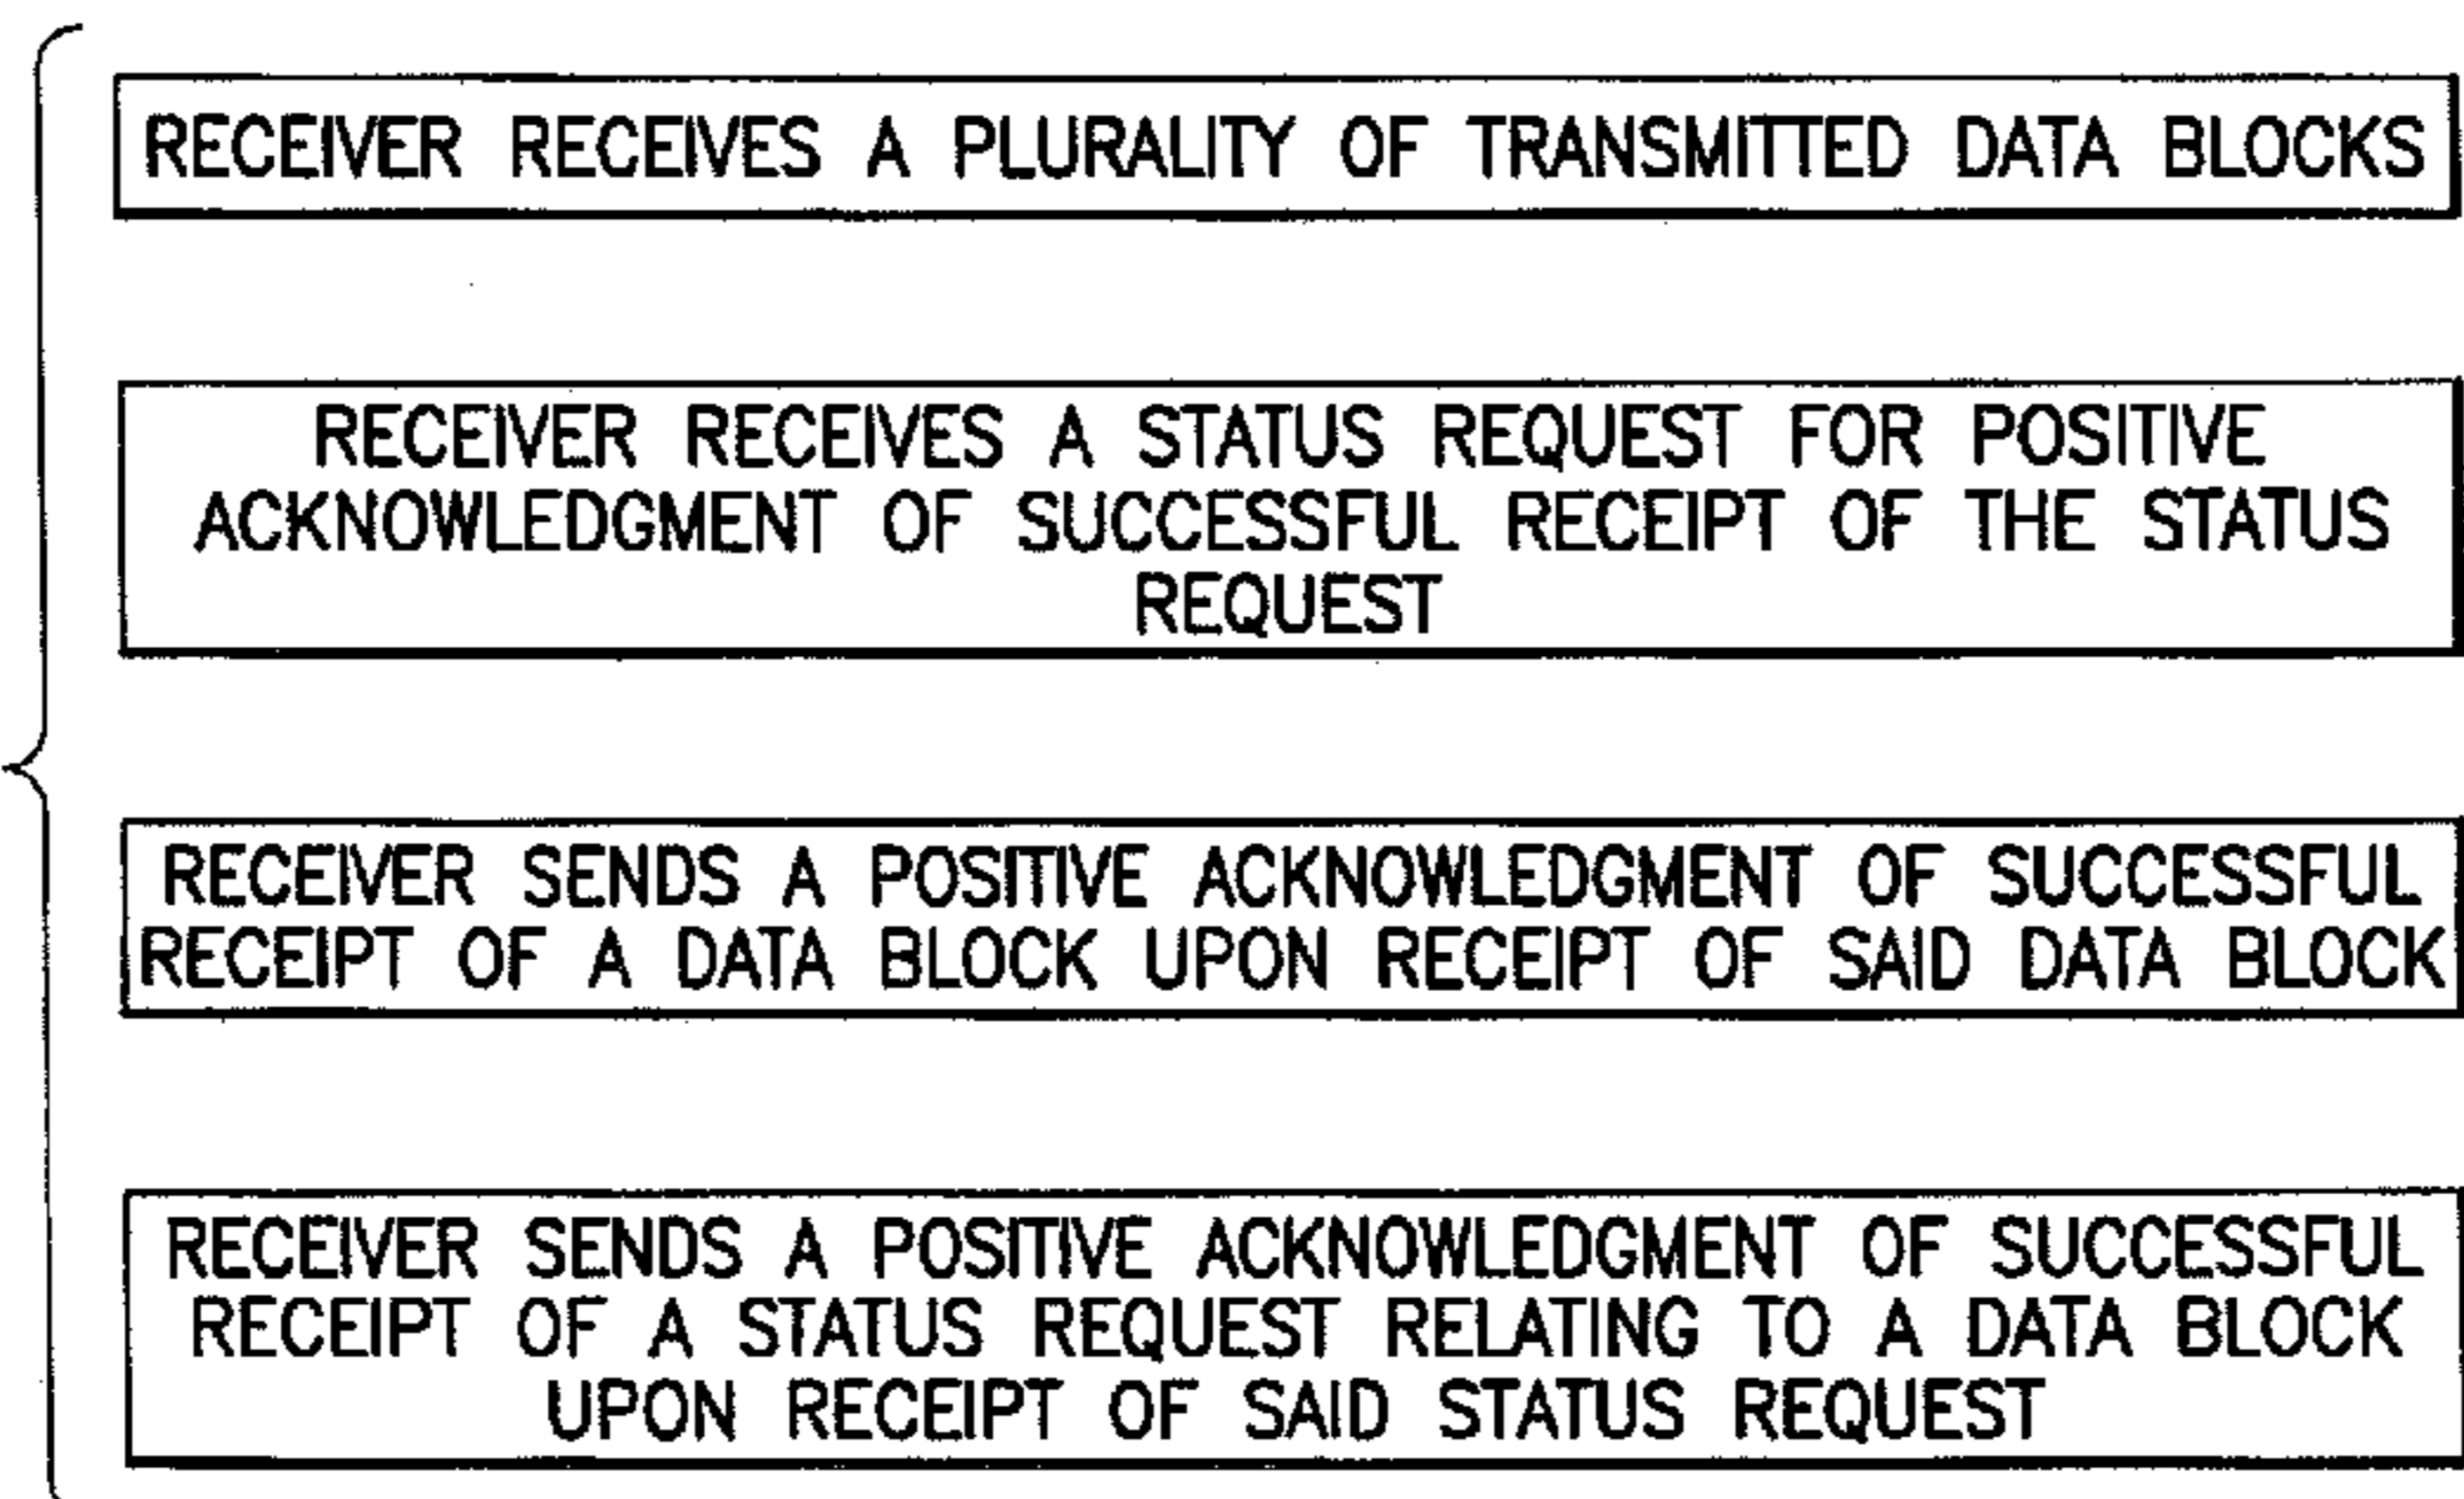 RECEIVER RECEIVES A PLURALITY OF TRANSMITTED DATA BLOCKS
RECEIVER RECEIVES A STATUS REQUEST FOR POSITIVE
ACKNOWLEDGMENT OF SUCCESSFUL RECEIPT OF THE STATUS
REQUEST
RECEIVER SENDS A POSITIVE ACKNOWLEDGMENT OF SUCCESSFUL
RECEIPT OF A DATA BLOCK UPON RECEIPT OF SAID DATA BLOCK
RECEIVER SENDS A POSITIVE ACKNOWLEDGMENT OF SUCCESSFUL
RECEIPT OF A STATUS REQUEST RELATING TO A DATA BLOCK
UPON RECEIPT OF SAID STATUS REQUEST